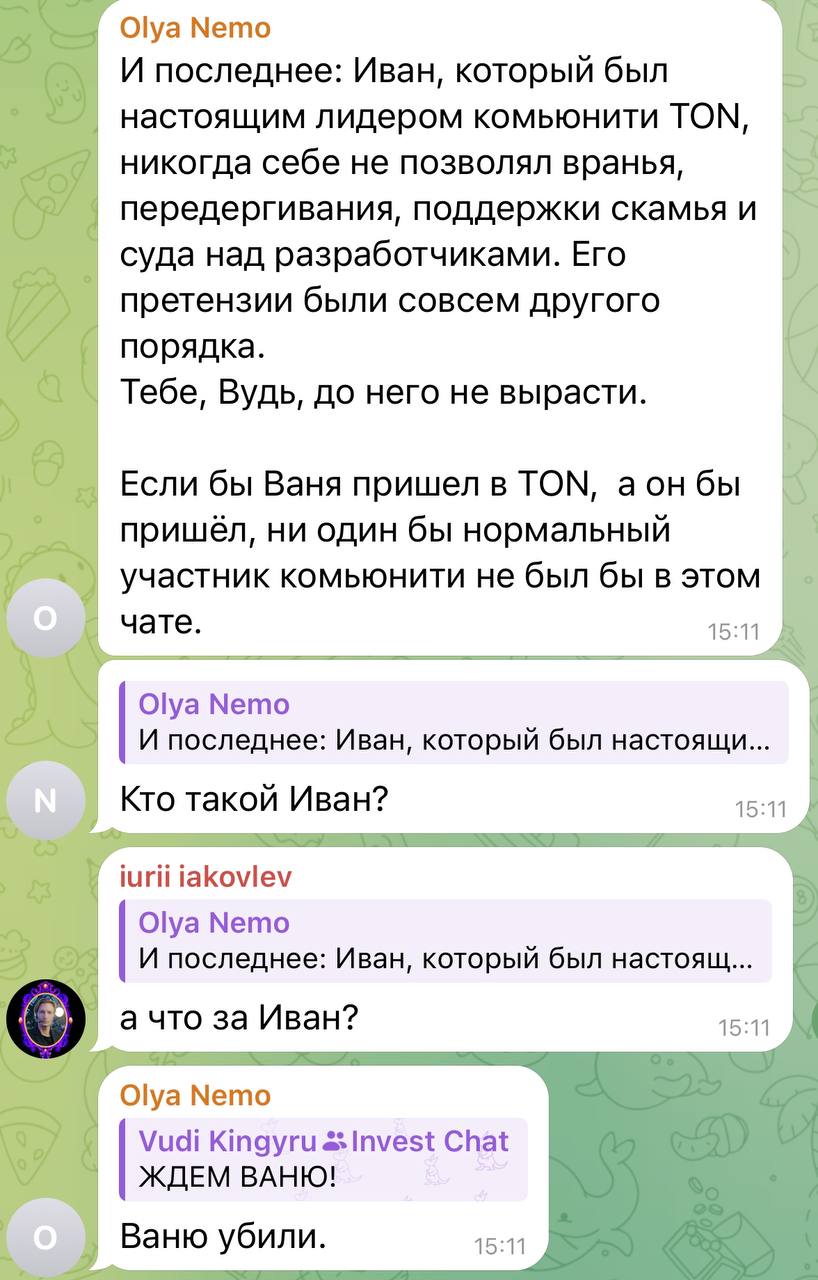 Olya Nemo
И последнее: Иван, который был
настоящим лидером комьюнити TON,
никогда себе не позволял вранья,
передергивания, поддержки скамья и
суда над разработчиками. Его
претензии были совсем другого
порядка.
Тебе, Вудь, до него не вырасти.
Если бы Ваня пришел в TON,  а он бы
пришёл, ни один бы нормальный
участник комьюнити не был бы в этом
чате.
15:11
O
Olya Nemo
И последнее: Иван, который был настоящи...
Кто такой Иван?
15:11
N
iurii iakovlev
Olya Nemo
И последнее: Иван, который был настоящ...
а что за Иван?
15:11
Olya Nemo
Vudi Kingyru Invest Chat
ЖДЕМ ВАНЮ!
Ваню убили.
15:11
O